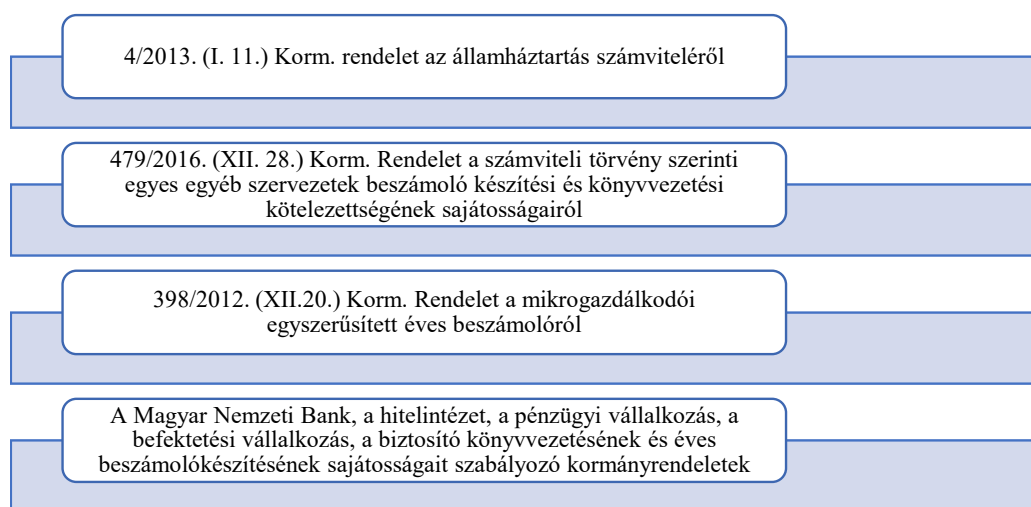 4/2013. (I. 11.) Korm. rendelet az államháztartás számviteléről
479/2016. (XII. 28.) Korm. Rendelet a számviteli törvény szerinti
egyes egyéb szervezetek beszámoló készítési és könyvvezetési
kötelezettségének sajátosságairól
398/2012. (XII.20.) Korm. Rendelet a mikrogazdálkodói
egyszerűsített éves beszámolóról
A Magyar Nemzeti Bank, a hitelintézet, a pénzügyi vállalkozás, a
befektetési vállalkozás, a biztosító könyvvezetésének és éves
beszámolókészítésének sajátosságait szabályozó kormányrendeletek